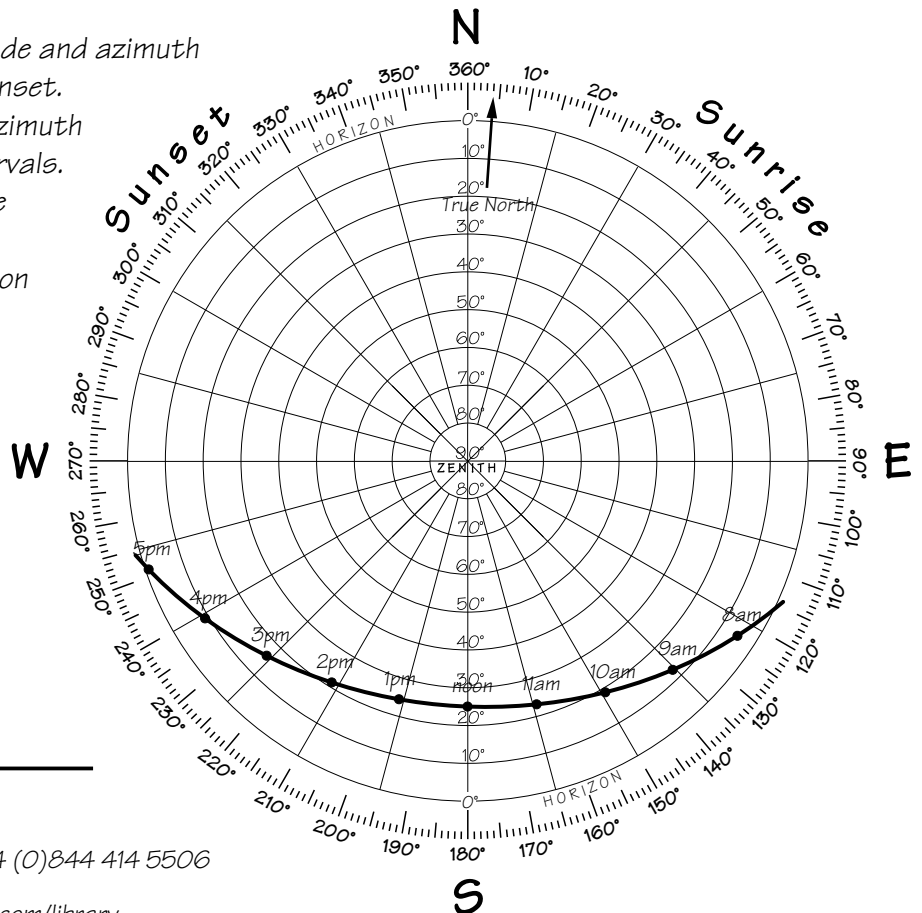 de and azimuth
nset.
zimuth
rvals.
e
on
N
Sunset
Sunrise
360°
10°
20°
30°
40°
50°
60°
70°
80°
90°
100°
110°
120°
130°
140°
150°
160°
170°
180°
190°
200°
210°
220°
230°
240°
250°
260°
270°
280°
290°
300°
310°
320°
330°
340°
350°
HORIZON
True North
0°
10°
20°
30°
40°
50°
60°
70°
80°
90°
ZENITH
80°
70°
60°
50°
40°
30°
20°
10°
0°
W
E
5pm
4pm
3pm
2pm
1pm
noon
11am
10am
9am
8am
HORIZON
S
4 (0)844 414 5506
com/library